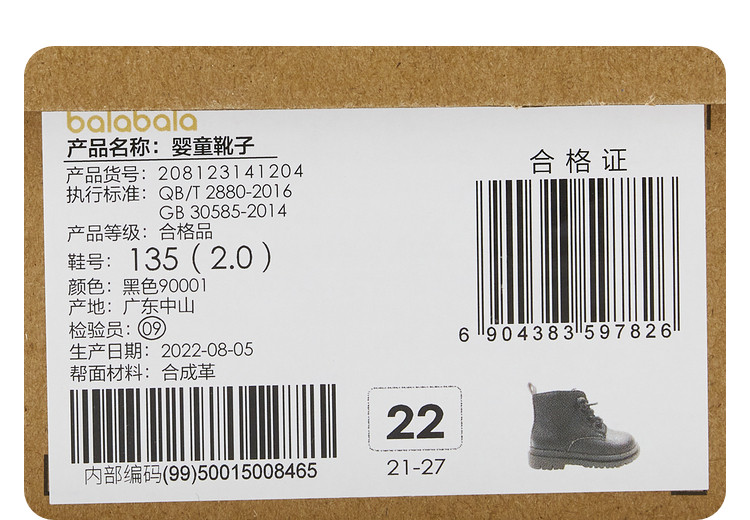 balabala
产品名称：婴童靴子
产品货号：208123141204
执行标准：QB/T 2880-2016
GB 30585-2014
产品等级：合格品
鞋号：135（2.0）
颜色：黑色90001
产地：广东中山
检验员：09
生产日期：2022-08-05
帮面材料：合成革
内部编码(99)50015008465
合格证
6 904383 597826
22
21-27